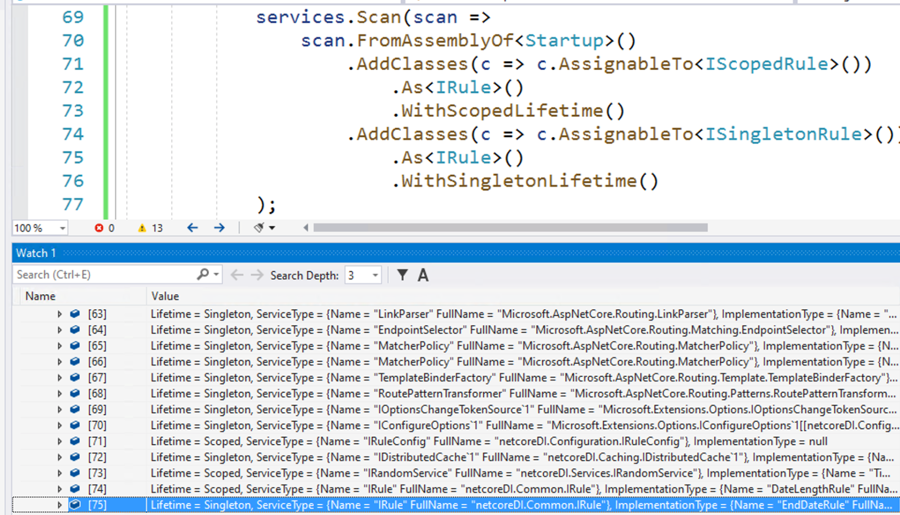 69 services.Scan(scan =>
70 scan.FromAssemblyOf<Startup>()
71 .AddClasses(c => c.AssignableTo<IScopedRule>())
72 .As<IRule>()
73 .WithScopedLifetime()
74 .AddClasses(c => c.AssignableTo<ISingletonRule>())
75 .As<IRule>()
76 .WithSingletonLifetime()
77 );
100 % 0 13
Watch 1
Search (Ctrl+E) Search Depth: 3 A
Name Value
[63] Lifetime = Singleton, ServiceType = {Name = "LinkParser" FullName = "Microsoft.AspNetCore.Routing.LinkParser"}, ImplementationType = {Name = "...
[64] Lifetime = Singleton, ServiceType = {Name = "EndpointSelector" FullName = "Microsoft.AspNetCore.Routing.Matching.EndpointSelector"}, Implemen...
[65] Lifetime = Singleton, ServiceType = {Name = "MatcherPolicy" FullName = "Microsoft.AspNetCore.Routing.MatcherPolicy"}, ImplementationType = {N...
[66] Lifetime = Singleton, ServiceType = {Name = "MatcherPolicy" FullName = "Microsoft.AspNetCore.Routing.MatcherPolicy"}, ImplementationType = {N...
[67] Lifetime = Singleton, ServiceType = {Name = "TemplateBinderFactory" FullName = "Microsoft.AspNetCore.Routing.Template.TemplateBinderFactory"}...
[68] Lifetime = Singleton, ServiceType = {Name = "RoutePatternTransformer" FullName = "Microsoft.AspNetCore.Routing.Patterns.RoutePatternTransform...
[69] Lifetime = Singleton, ServiceType = {Name = "IOptionsChangeTokenSource`1" FullName = "Microsoft.Extensions.Options.IOptionsChangeTokenSourc...
[70] Lifetime = Singleton, ServiceType = {Name = "IConfigureOptions`1" FullName = "Microsoft.Extensions.Options.IConfigureOptions`1[[netcoreDI.Config...
[71] Lifetime = Scoped, ServiceType = {Name = "IRuleConfig" FullName = "netcoreDI.Configuration.IRuleConfig"}, ImplementationType = null
[72] Lifetime = Singleton, ServiceType = {Name = "IDistributedCache`1" FullName = "netcoreDI.Caching.IDistributedCache`1"}, ImplementationType = {Na...
[73] Lifetime = Scoped, ServiceType = {Name = "IRandomService" FullName = "netcoreDI.Services.IRandomService"}, ImplementationType = {Name = "Ti...
[74] Lifetime = Scoped, ServiceType = {Name = "IRule" FullName = "netcoreDI.Common.IRule"}, ImplementationType = {Name = "DateLengthRule" FullNa...
[75] Lifetime = Singleton, ServiceType = {Name = "IRule" FullName = "netcoreDI.Common.IRule"}, ImplementationType = {Name = "EndDateRule" FullNa...